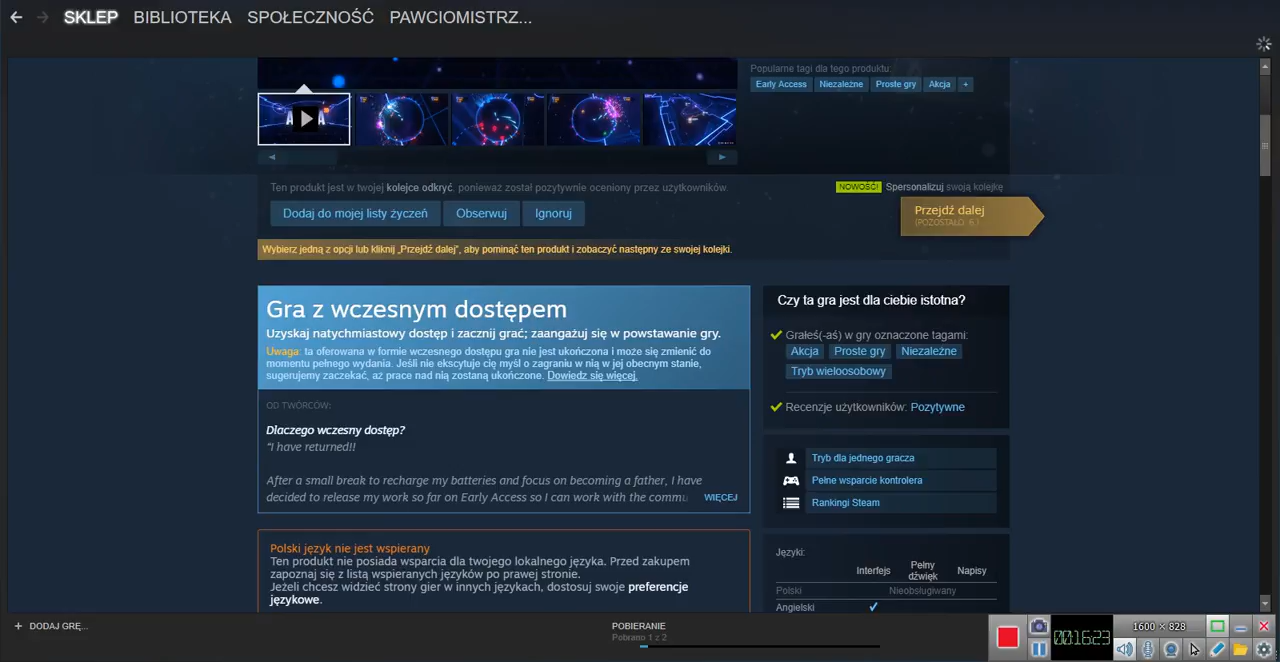 SKLEP BIBLIOTEKA SPOŁECZNOŚĆ PAWCIOMISTRZ...
Popularne tagi dla tego produktu:
Early Access Niezależne Proste gry Akcja +
Ten produkt jest w twojej kolejce odkryć, ponieważ został pozytywnie oceniony przez użytkowników.
NOWOŚĆ! Spersonalizuj swoją kolejkę
Dodaj do mojej listy życzeń Obserwuj Ignoruj
Przejdź dalej
(POZOSTAŁO: 6 )
Wybierz jedną z opcji lub kliknij „Przejdź dalej”, aby pominąć ten produkt i zobaczyć następny ze swojej kolejki.
Gra z wczesnym dostępem
Uzyskaj natychmiastowy dostęp i zacznij grać; zaangażuj się w powstawanie gry.
Uwaga: ta oferowana w formie wczesnego dostępu gra nie jest ukończona i może się zmienić do
momentu pełnego wydania. Jeśli nie ekscytuje cię myśl o zagraniu w nią w jej obecnym stanie,
sugerujemy zaczekać, aż prace nad nią zostaną ukończone. Dowiedz się więcej.
OD TWÓRCÓW:
Dlaczego wczesny dostęp?
“I have returned!!
After a small break to recharge my batteries and focus on becoming a father, I have
decided to release my work so far on Early Access so I can work with the commu
WIĘCEJ
Polski język nie jest wspierany
Ten produkt nie posiada wsparcia dla twojego lokalnego języka. Przed zakupem
zapoznaj się z listą wspieranych języków po prawej stronie.
Jeżeli chcesz widzieć strony gier w innych językach, dostosuj swoje preferencje
językowe.
Czy ta gra jest dla ciebie istotna?
Grałeś(-aś) w gry oznaczone tagami:
Akcja Proste gry Niezależne
Tryb wieloosobowy
Recenzje użytkowników: Pozytywne
Tryb dla jednego gracza
Pełne wsparcie kontrolera
Rankingi Steam
Języki:
Interfejs Pełny dźwięk Napisy
Polski Nieobsługiwany
Angielski
+ DODAJ GRĘ...
POBIERANIE
Pobrano 1 z 2
00:16:23
1600 × 828